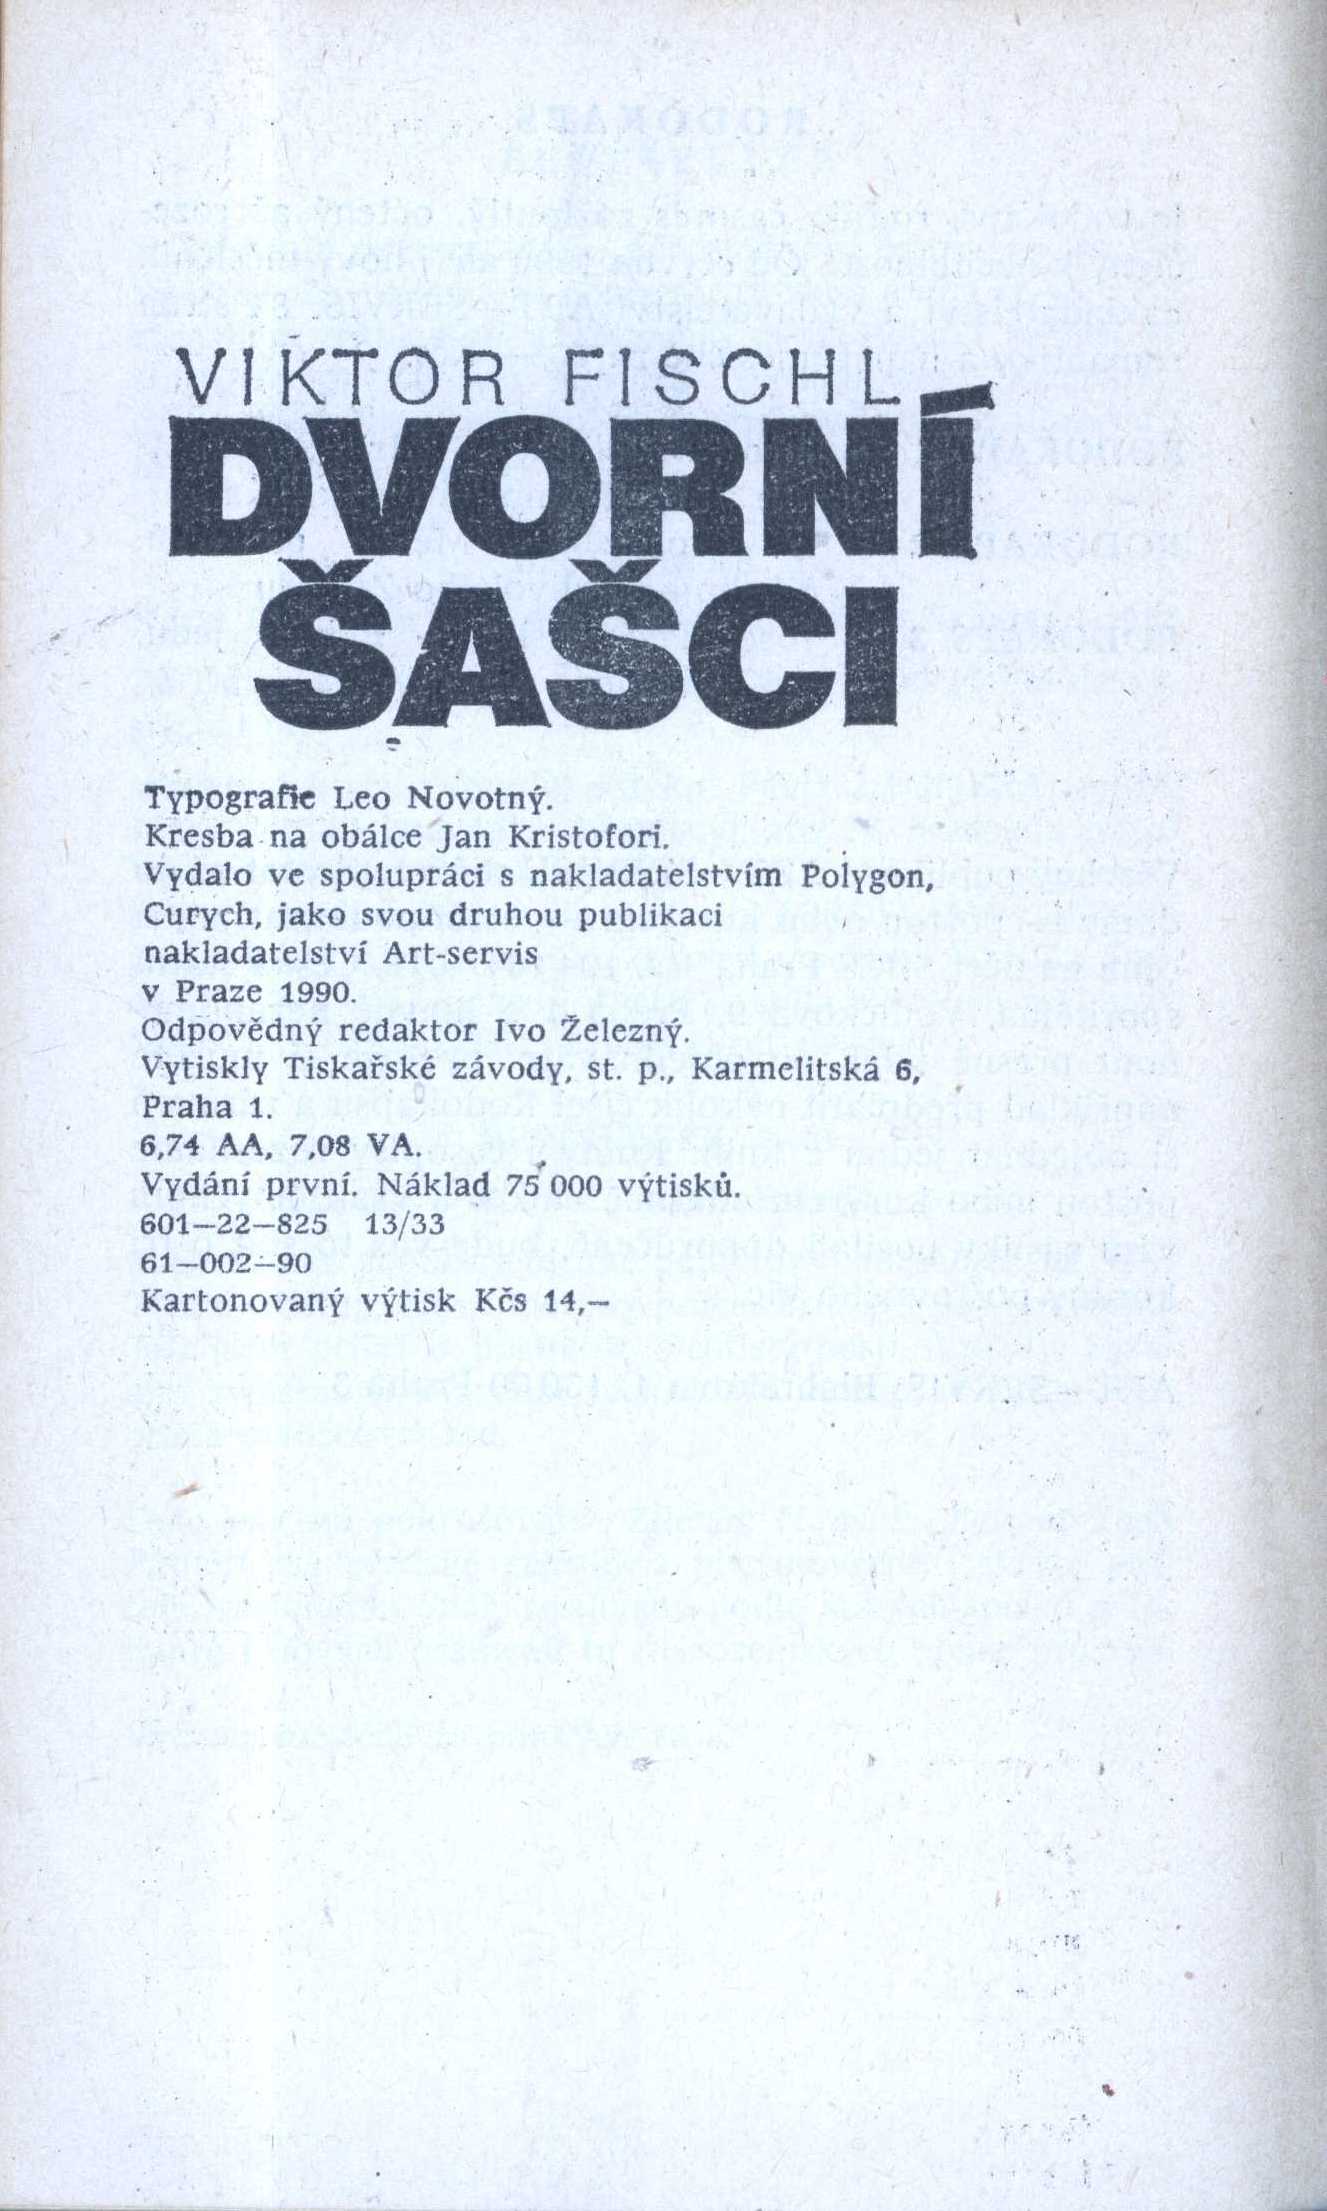 VIKTOR FISCHL
DVORNÍ
ŠAŠCI
Typografie Leo Novotný.
Kresba na obálce Jan Kristofori.
Vydalo ve spolupráci s nakladatelstvím Polygon,
Curych, jako svou druhou publikaci
nakladatelství Art-servis
v Praze 1990.
Odpovědný redaktor Ivo Železný.
Vytiskly Tiskařské závody, st. p., Karmelitská 6,
Praha 1.
6,74 AA, 7,08 VA.
Vydání první. Náklad 75 000 výtisků.
601—22—825 13/33
61—002—90
Kartonovaný výtisk Kčs 14,—